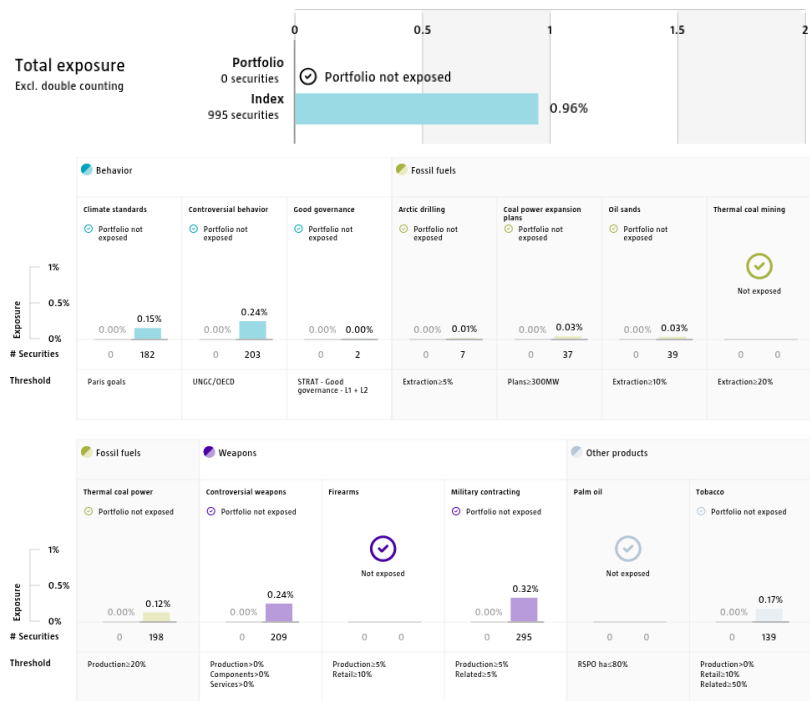 0 0.5 1 1.5 2
Total exposure
Excl. double counting
Portfolio
0 securities
Portfolio not exposed
Index
995 securities
0.96%
Behavior
Fossil fuels
Climate standards
Portfolio not
exposed
Controversial behavior
Portfolio not
exposed
Good governance
Portfolio not
exposed
Arctic drilling
Portfolio not
exposed
Coal power expansion
plans
Portfolio not
exposed
Oil sands
Portfolio not
exposed
Thermal coal mining
Not exposed
Exposure
1%
0.5%
0%
0.00% 0.15%
0.00% 0.24%
0.00% 0.00%
0.00% 0.01%
0.00% 0.03%
0.00% 0.03%
# Securities 0 182 0 203 0 2 0 7 0 37 0 39 0 0
Threshold
Paris goals
UNGC/OECD
STRAT - Good
governance - L1 + L2
Extraction≥5%
Plans≥300MW
Extraction≥10%
Extraction≥20%
Fossil fuels
Weapons
Other products
Thermal coal power
Portfolio not exposed
Controversial weapons
Portfolio not exposed
Firearms
Not exposed
Military contracting
Portfolio not exposed
Palm oil
Not exposed
Tobacco
Portfolio not exposed
Exposure
1%
0.5%
0%
0.00% 0.12%
0.00% 0.24%
0.00% 0.32%
0.00% 0.17%
# Securities 0 198 0 209 0 0 0 295 0 0 0 139
Threshold
Production≥20%
Production>0%
Components>0%
Services>0%
Production≥5%
Retail≥10%
Production≥5%
Related≥5%
RSPO ha≤80%
Production>0%
Retail≥10%
Related≥50%